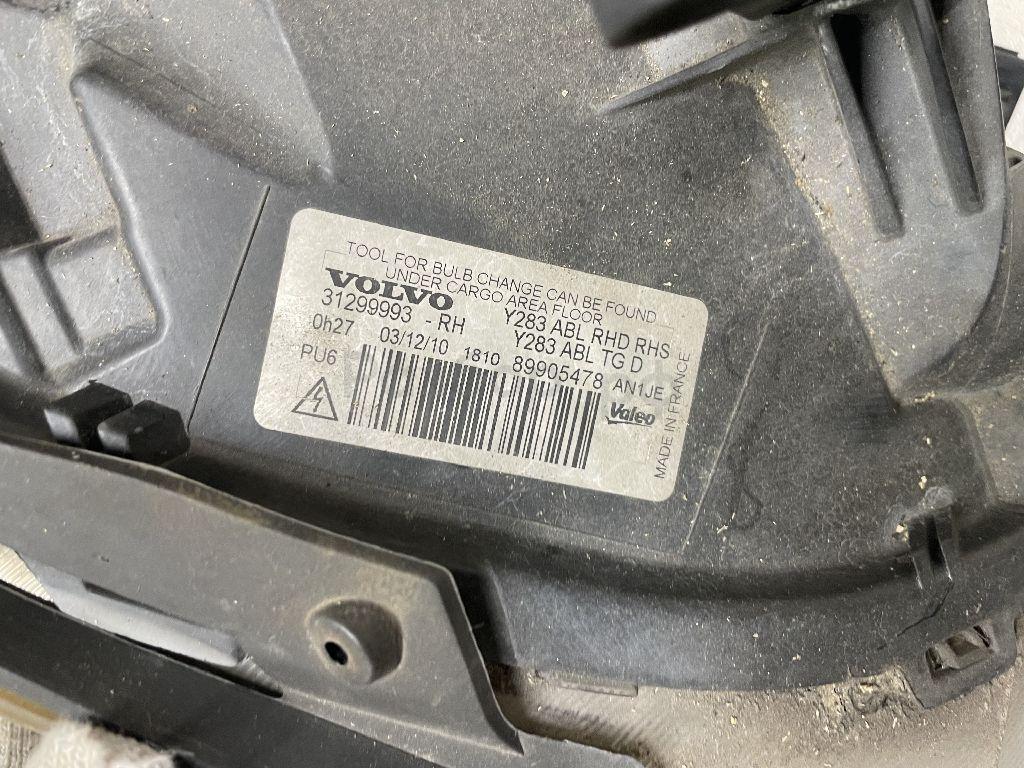 TOOL FOR BULB CHANGE CAN BE FOUND
UNDER CARGO AREA FLOOR
VOLVO
31299993 - RH Y283 ABL RHD RHS
0h27 03/12/10 1810 Y283 ABL TG D
PU6 89905478 AN1JE
Valeo
MADE IN FRANCE